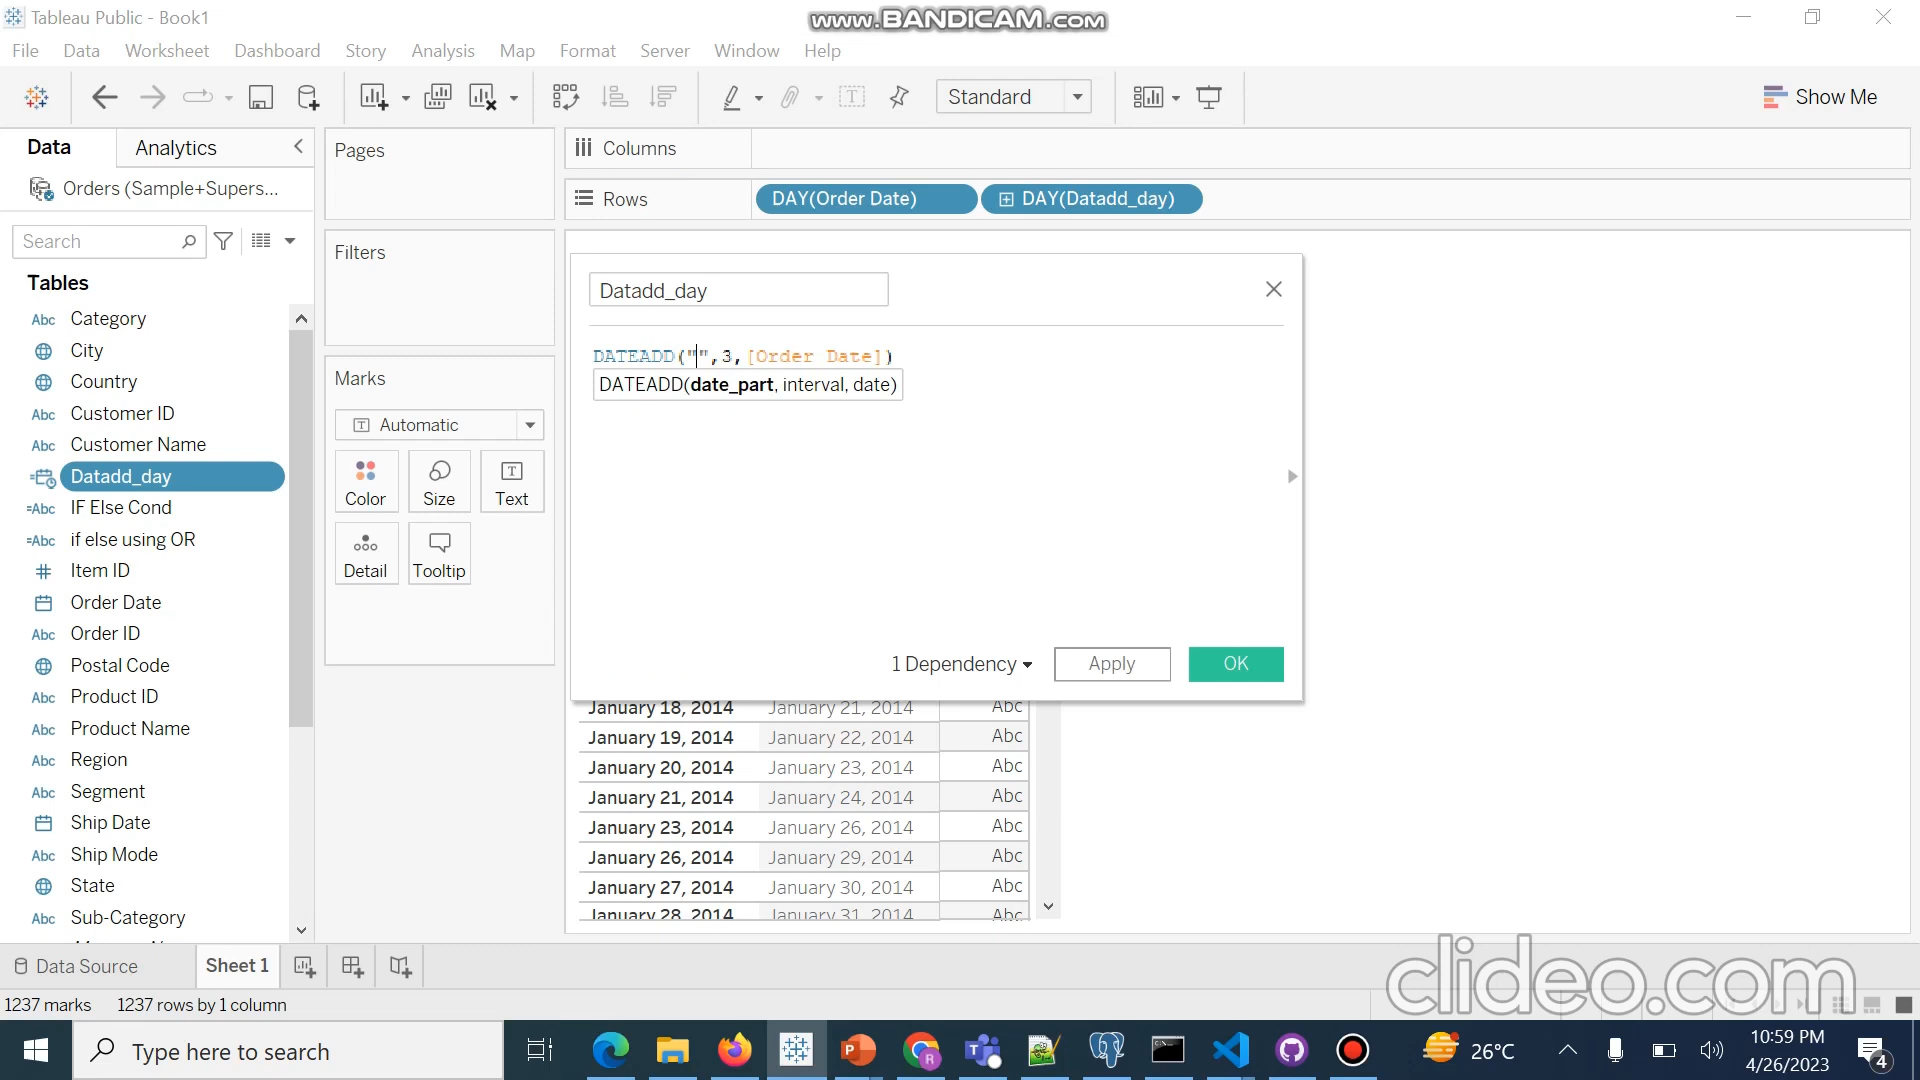 Tableau Public - Book1
www.BANDICAM.com
File Data Worksheet Dashboard Story Analysis Map Format Server Window Help
Standard
Show Me
Data Analytics
Orders (Sample+Supers...
Search
Tables
Abc Category
City
Country
Abc Customer ID
Abc Customer Name
Datadd_day
=Abc IF Else Cond
=Abc if else using OR
Item ID
Order Date
Abc Order ID
Postal Code
Abc Product ID
Abc Product Name
Abc Region
Abc Segment
Ship Date
Abc Ship Mode
State
Abc Sub-Category
Pages
Filters
Marks
Automatic
Color Size Text
Detail Tooltip
Columns
Rows DAY(Order Date) DAY(Datadd_day)
Datadd_day
DATEADD("",3,[Order Date])
DATEADD(date_part, interval, date)
1 Dependency Apply OK
January 18, 2014 January 21, 2014 Abc
January 19, 2014 January 22, 2014 Abc
January 20, 2014 January 23, 2014 Abc
January 21, 2014 January 24, 2014 Abc
January 23, 2014 January 26, 2014 Abc
January 26, 2014 January 29, 2014 Abc
January 27, 2014 January 30, 2014 Abc
January 28, 2014 January 31, 2014 Abc
Data Source Sheet 1
clideo.com
1237 marks 1237 rows by 1 column
Type here to search
26°C
10:59 PM
4/26/2023
4